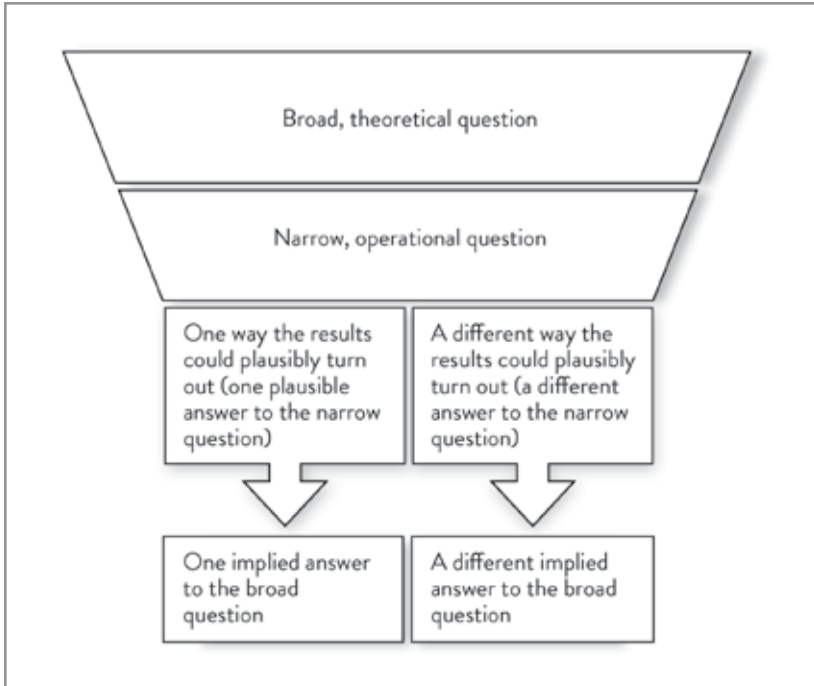 Broad, theoretical question
Narrow, operational question
One way the results
could plausibly turn
out (one plausible
answer to the narrow
question)
A different way the
results could plausibly
turn out (a different
answer to the narrow
question)
One implied answer
to the broad
question
A different implied
answer to the broad
question